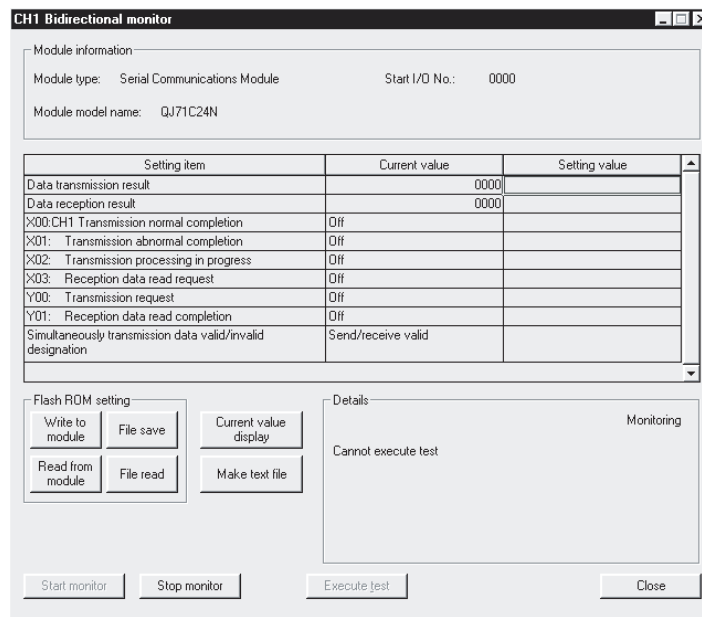 CH1 Bidirectional monitor
Module information
Module type: Serial Communications Module Start I/O No.: 0000
Module model name: QJ71C24N
Setting item Current value Setting value
Data transmission result 0000
Data reception result 0000
X00:CH1 Transmission normal completion Off
X01: Transmission abnormal completion Off
X02: Transmission processing in progress Off
X03: Reception data read request Off
Y00: Transmission request Off
Y01: Reception data read completion Off
Simultaneously transmission data valid/invalid Send/receive valid
designation
Flash ROM setting
Write to
module
File save
Current value
display
Read from
module
File read
Make text file
Details
Monitoring
Cannot execute test
Start monitor Stop monitor Execute test Close